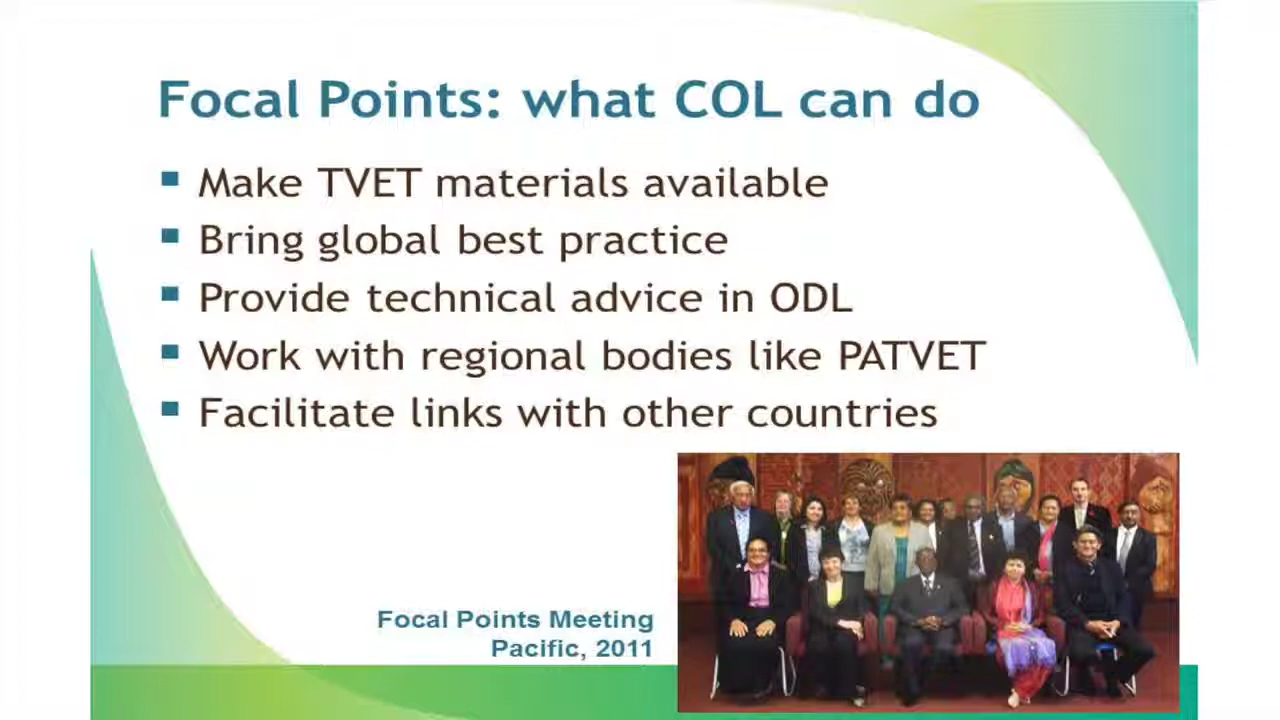 Focal Points: what COL can do
Make TVET materials available
Bring global best practice
Provide technical advice in ODL
Work with regional bodies like PATVET
Facilitate links with other countries
Focal Points Meeting
Pacific, 2011